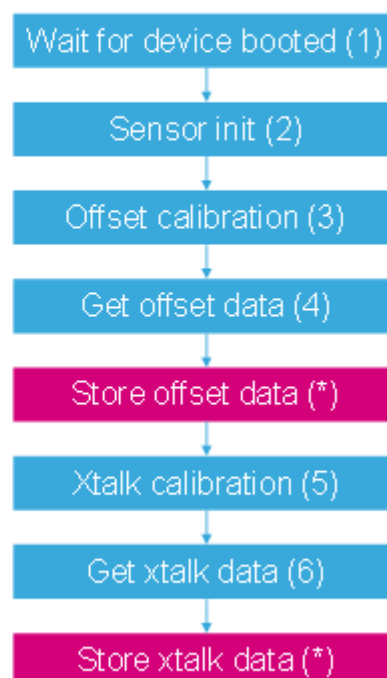 Wait for device booted (1)
Sensor init (2)
Offset calibration (3)
Get offset data (4)
Store offset data (*)
Xtalk calibration (5)
Get xtalk data (6)
Store xtalk data (*)